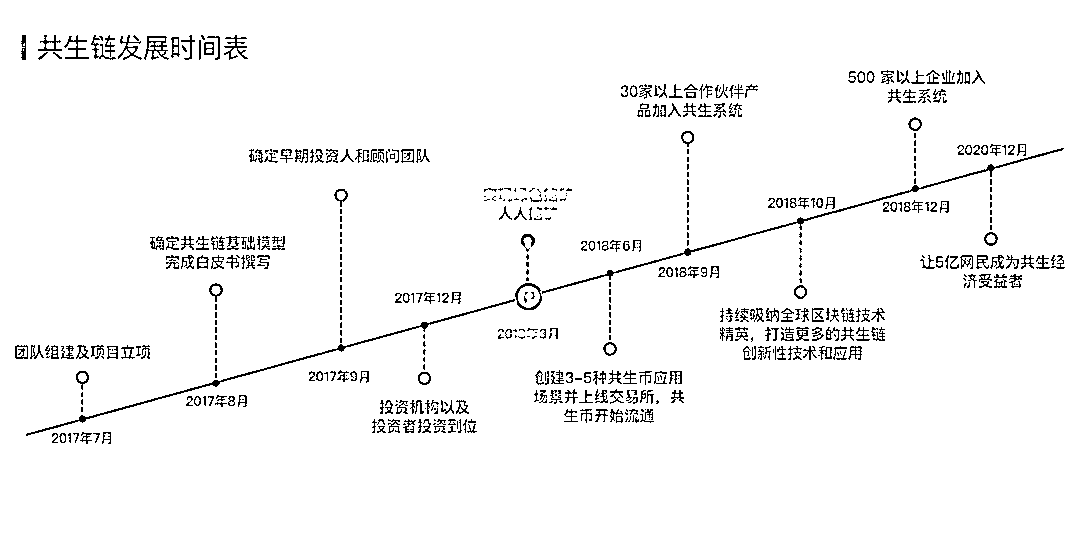 共生链发展时间表
团队组建及项目立项
2017年7月
确定共生链基础模型
完成白皮书撰写
2017年8月
确定早期投资人和顾问团队
2017年9月
2017年12月
投资机构以及
投资者投资到位
人人
2018年6月
创建3-5种共生币应用
场景并上线交易所，共
生币开始流通
30家以上合作伙伴产
品加入共生系统
2018年9月
2018年10月
持续吸纳全球区块链技术
精英，打造更多的共生链
创新性技术和应用
500 家以上企业加入
共生系统
2018年12月
2020年12月
让5亿网民成为共生经
济受益者